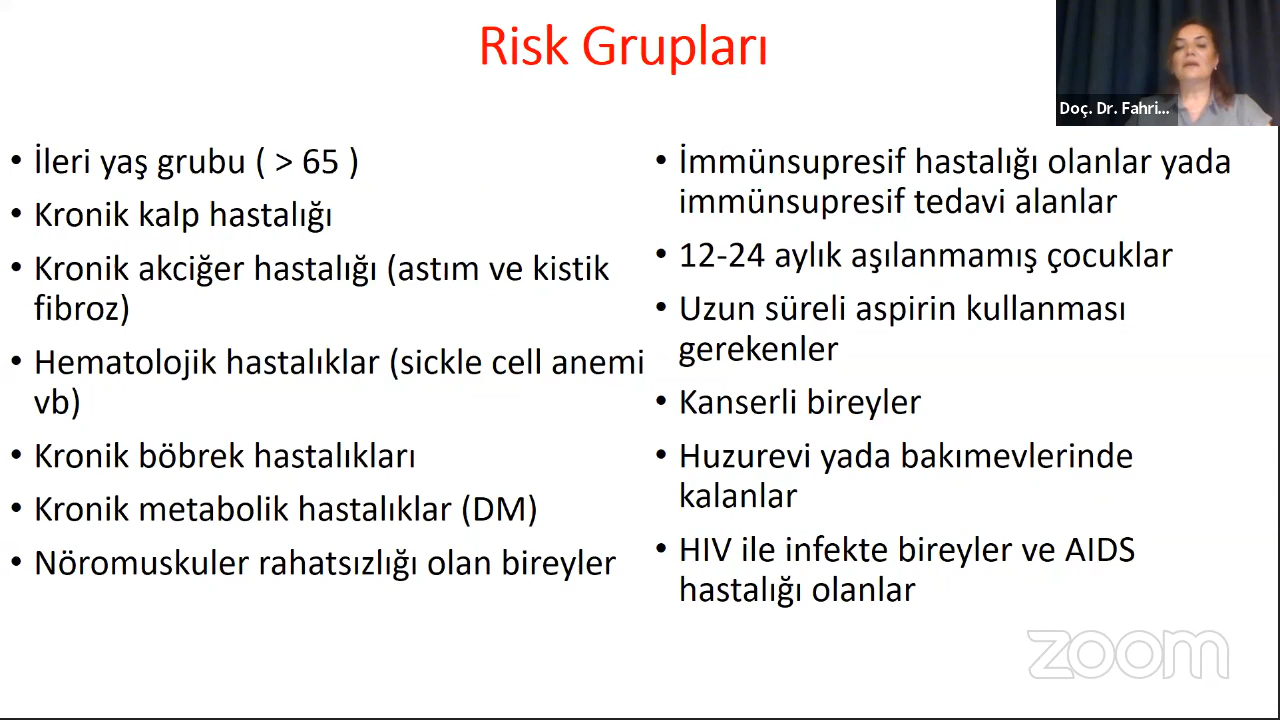 Risk Grupları
Doç. Dr. Fahri...
• İleri yaş grubu ( > 65 )
• Kronik kalp hastalığı
• Kronik akciğer hastalığı (astım ve kistik
fibroz)
• Hematolojik hastalıklar (sickle cell anemi
vb)
• Kronik böbrek hastalıkları
• Kronik metabolik hastalıklar (DM)
• Nöromuskuler rahatsızlığı olan bireyler
• İmmünsupresif hastalığı olanlar yada
immünsupresif tedavi alanlar
• 12-24 aylık aşılanmamış çocuklar
• Uzun süreli aspirin kullanması
gerekenler
• Kanserli bireyler
• Huzurevi yada bakımevlerinde
kalanlar
• HIV ile infekte bireyler ve AIDS
hastalığı olanlar
zoom